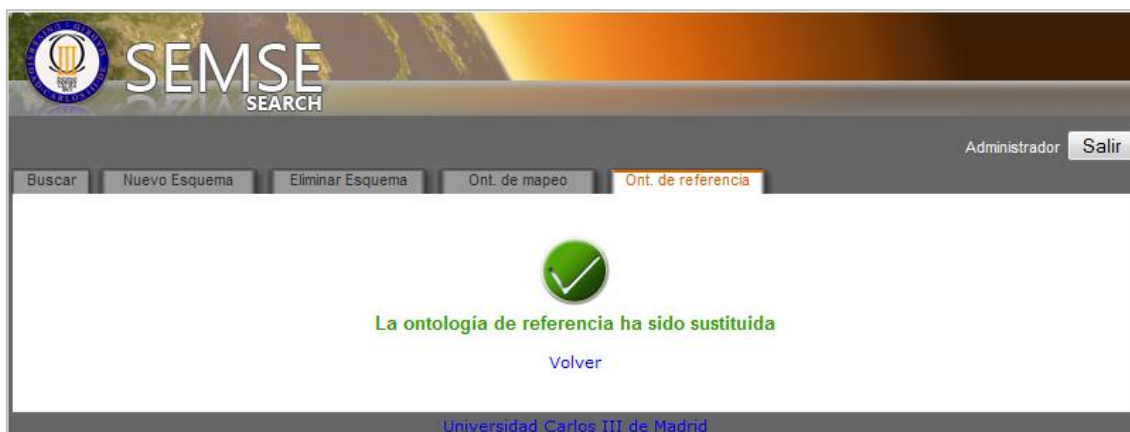 SEMSE
SEARCH
Administrador Salir
Buscar Nuevo Esquema Eliminar Esquema Ont. de mapeo Ont. de referencia
La ontología de referencia ha sido sustituida
Volver
Universidad Carlos III de Madrid